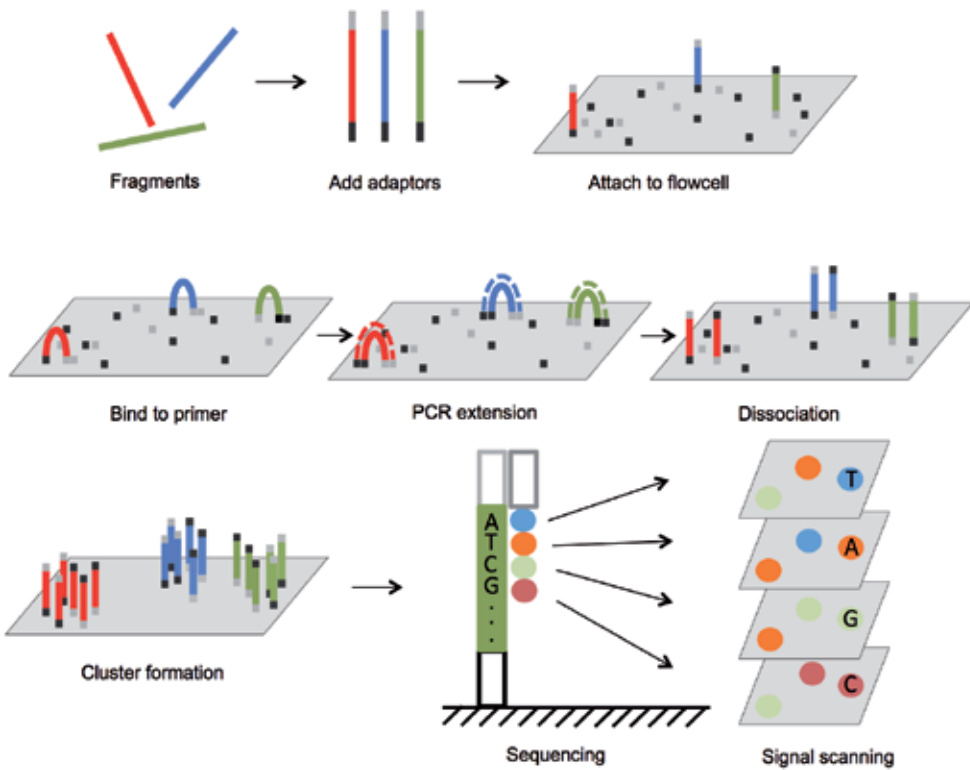 Fragments
Add adaptors
Attach to flowcell
Bind to primer
PCR extension
Dissociation
A
T
C
G
.
.
.
T
A
G
C
Cluster formation
Sequencing
Signal scanning